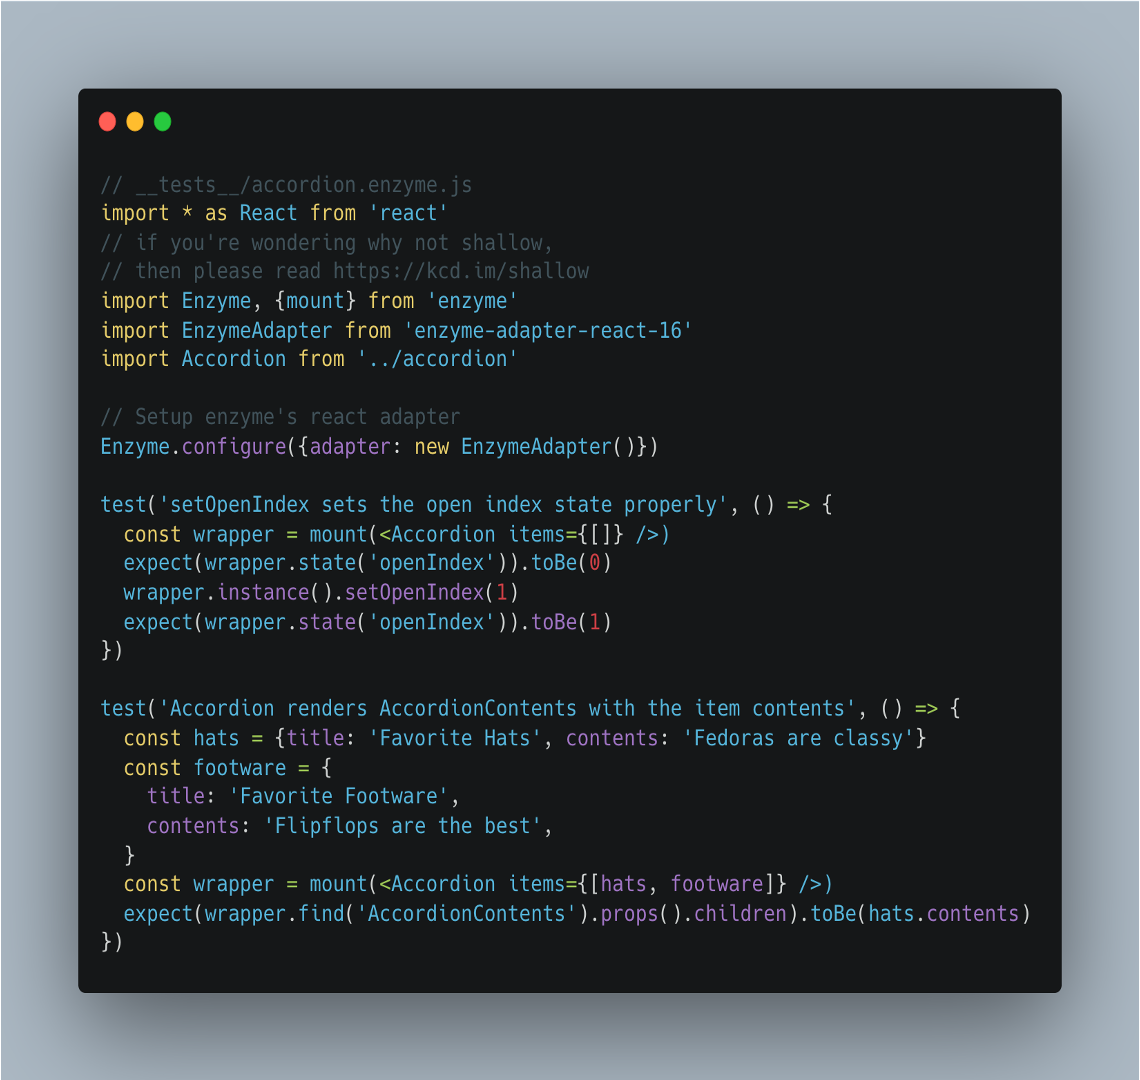 // __tests__/accordion.enzyme.js
import * as React from 'react'
// if you're wondering why not shallow,
// then please read https://kcd.im/shallow
import Enzyme, {mount} from 'enzyme'
import EnzymeAdapter from 'enzyme-adapter-react-16'
import Accordion from '../accordion'

// Setup enzyme's react adapter
Enzyme.configure({adapter: new EnzymeAdapter()})

test('setOpenIndex sets the open index state properly', () => {
  const wrapper = mount(<Accordion items={[]} />)
  expect(wrapper.state('openIndex')).toBe(0)
  wrapper.instance().setOpenIndex(1)
  expect(wrapper.state('openIndex')).toBe(1)
})

test('Accordion renders AccordionContents with the item contents', () => {
  const hats = {title: 'Favorite Hats', contents: 'Fedoras are classy'}
  const footware = {
    title: 'Favorite Footware',
    contents: 'Flipflops are the best',
  }
  const wrapper = mount(<Accordion items={[hats, footware]} />)
  expect(wrapper.find('AccordionContents').props().children).toBe(hats.contents)
})